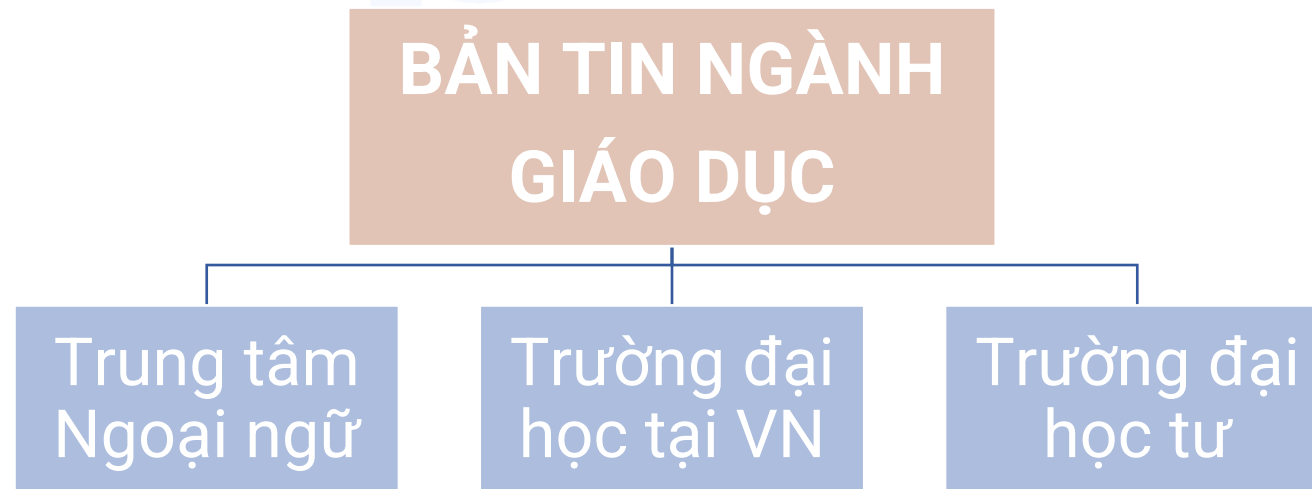 BẢN TIN NGÀNH
GIÁO DỤC
Trung tâm
Ngoại ngữ
Trường đại
học tại VN
Trường đại
học tư